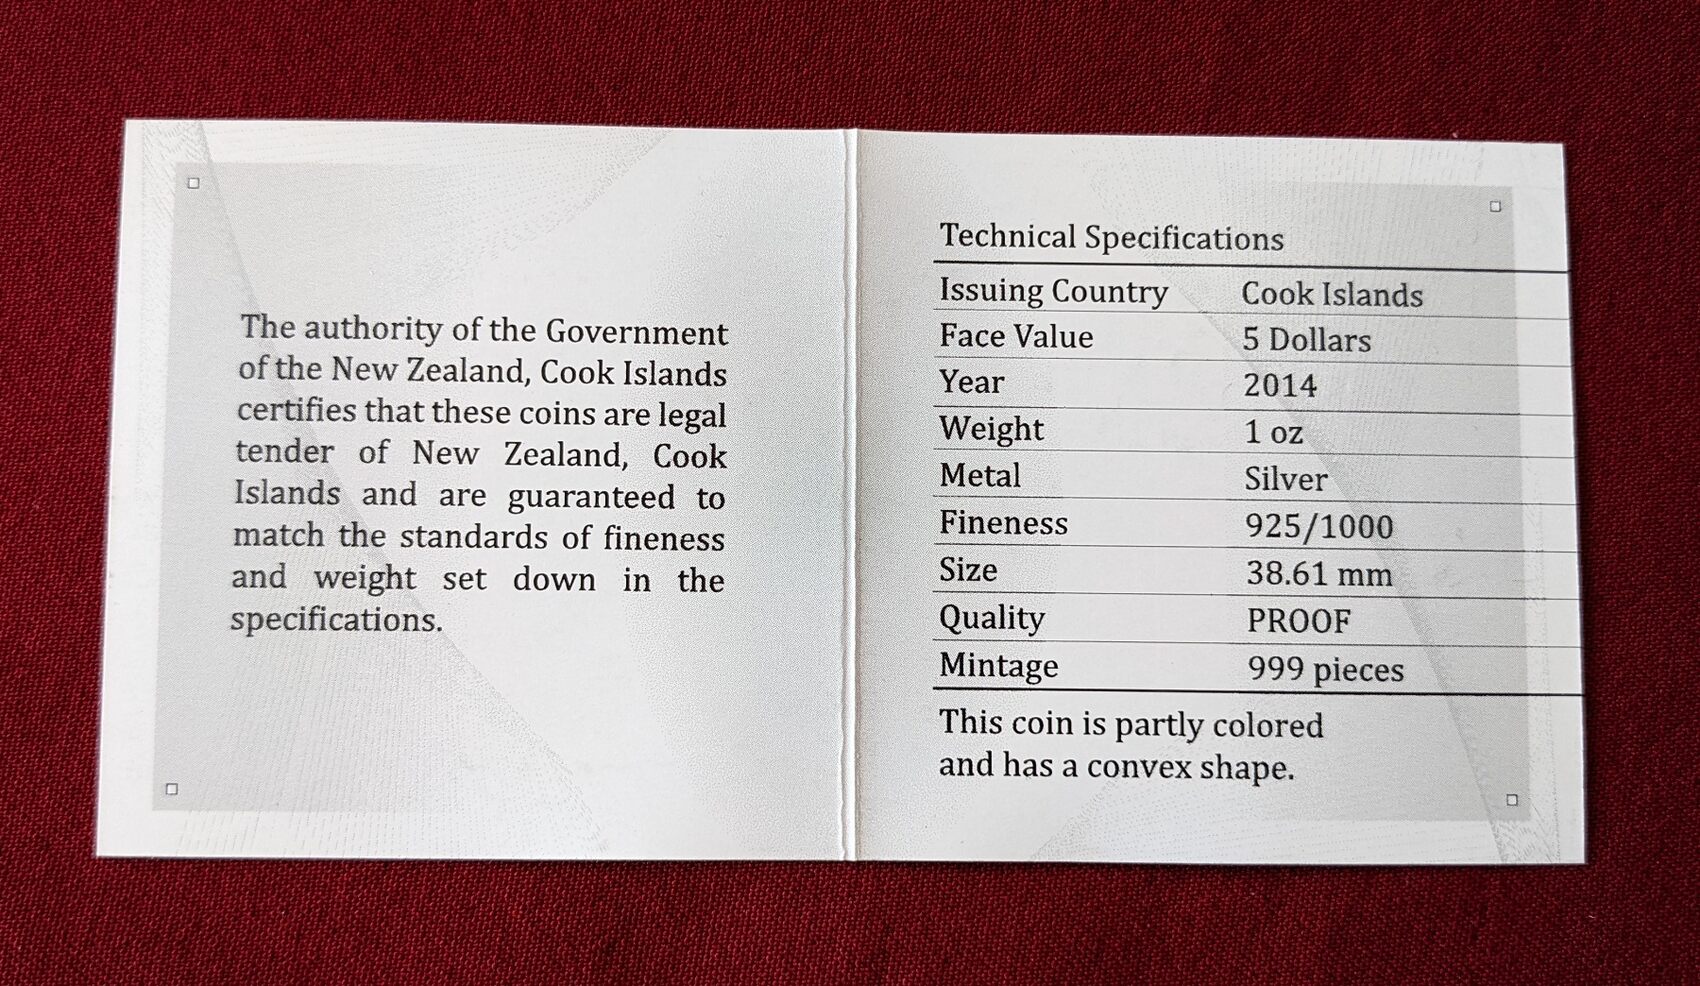 The authority of the Government
of the New Zealand, Cook Islands
certifies that these coins are legal
tender of New Zealand, Cook
Islands and are guaranteed to
match the standards of fineness
and weight set down in the
specifications.
Technical Specifications
Issuing Country Cook Islands
Face Value 5 Dollars
Year 2014
Weight 1 oz
Metal Silver
Fineness 925/1000
Size 38.61 mm
Quality PROOF
Mintage 999 pieces
This coin is partly colored
and has a convex shape.